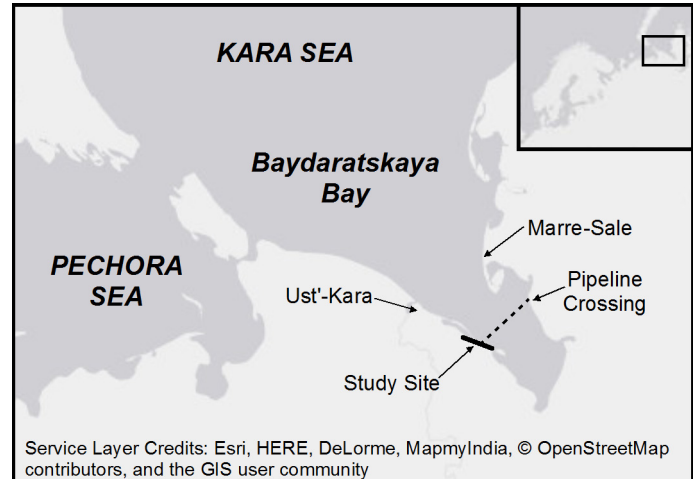 KARA SEA
Baydaratskaya
Bay
Marre-Sale
PECHORA
SEA
Ust'-Kara
Pipeline
Crossing
Study Site
Service Layer Credits: Esri, HERE, DeLorme, MapmyIndia, © OpenStreetMap
contributors, and the GIS user community